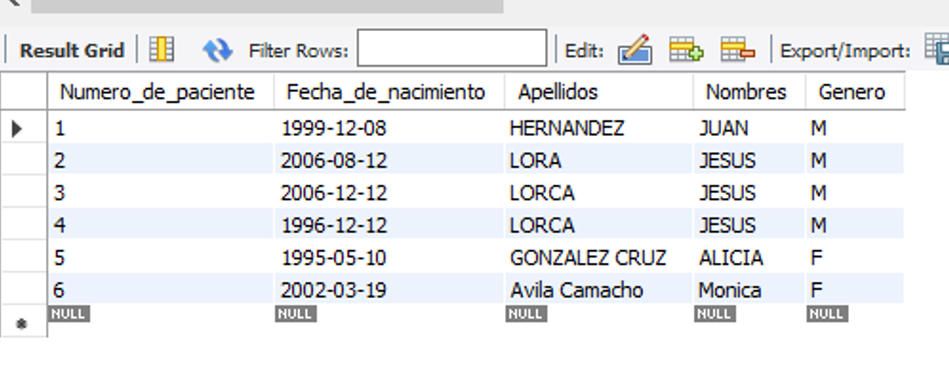 Result Grid Filter Rows: Edit: Export/Import:
Numero_de_paciente Fecha_de_nacimiento Apellidos Nombres Genero
1 1999-12-08 HERNANDEZ JUAN M
2 2006-08-12 LORA JESUS M
3 2006-12-12 LORCA JESUS M
4 1996-12-12 LORCA JESUS M
5 1995-05-10 GONZALEZ CRUZ ALICIA F
6 2002-03-19 Avila Camacho Monica F
NULL NULL NULL NULL NULL